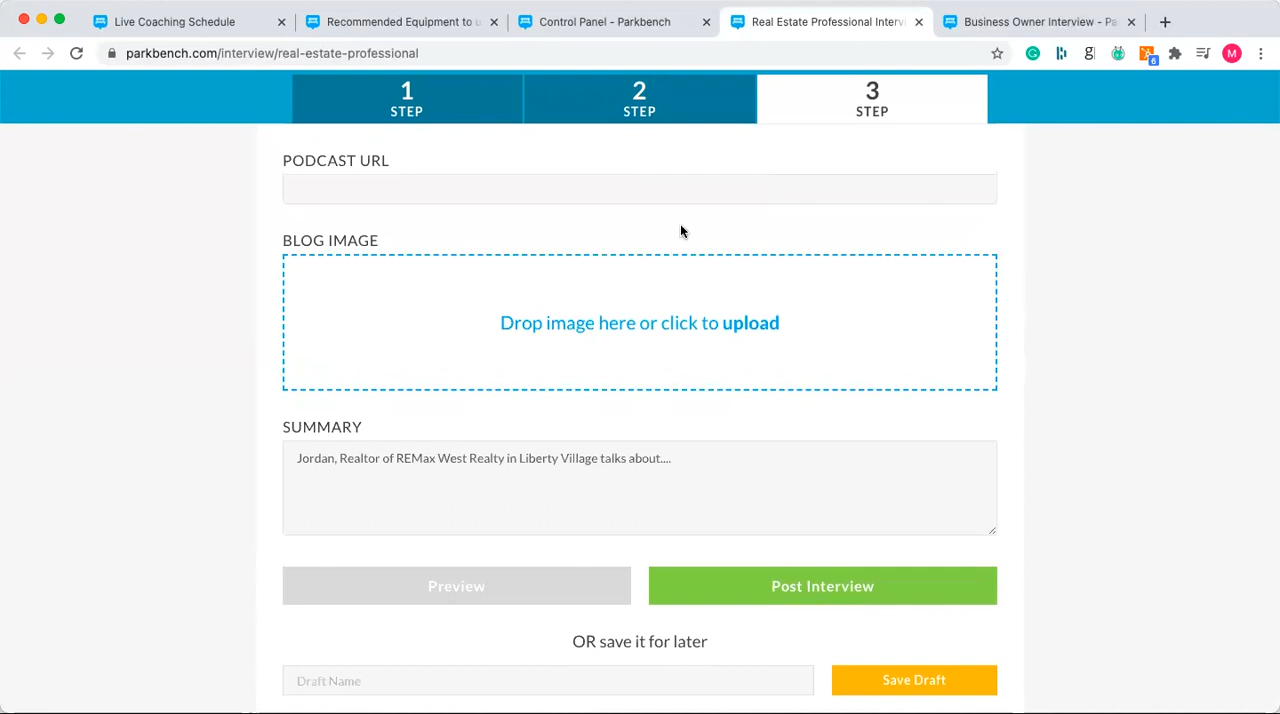 Live Coaching Schedule
Recommended Equipment to u
Control Panel - Parkbench
Real Estate Professional Interv
Business Owner Interview - Pa
parkbench.com/interview/real-estate-professional
6
M
1
STEP
2
STEP
3
STEP
PODCAST URL
BLOG IMAGE
Drop image here or click to upload
SUMMARY
Jordan, Realtor of REMax West Realty in Liberty Village talks about....
Preview
Post Interview
OR save it for later
Draft Name
Save Draft